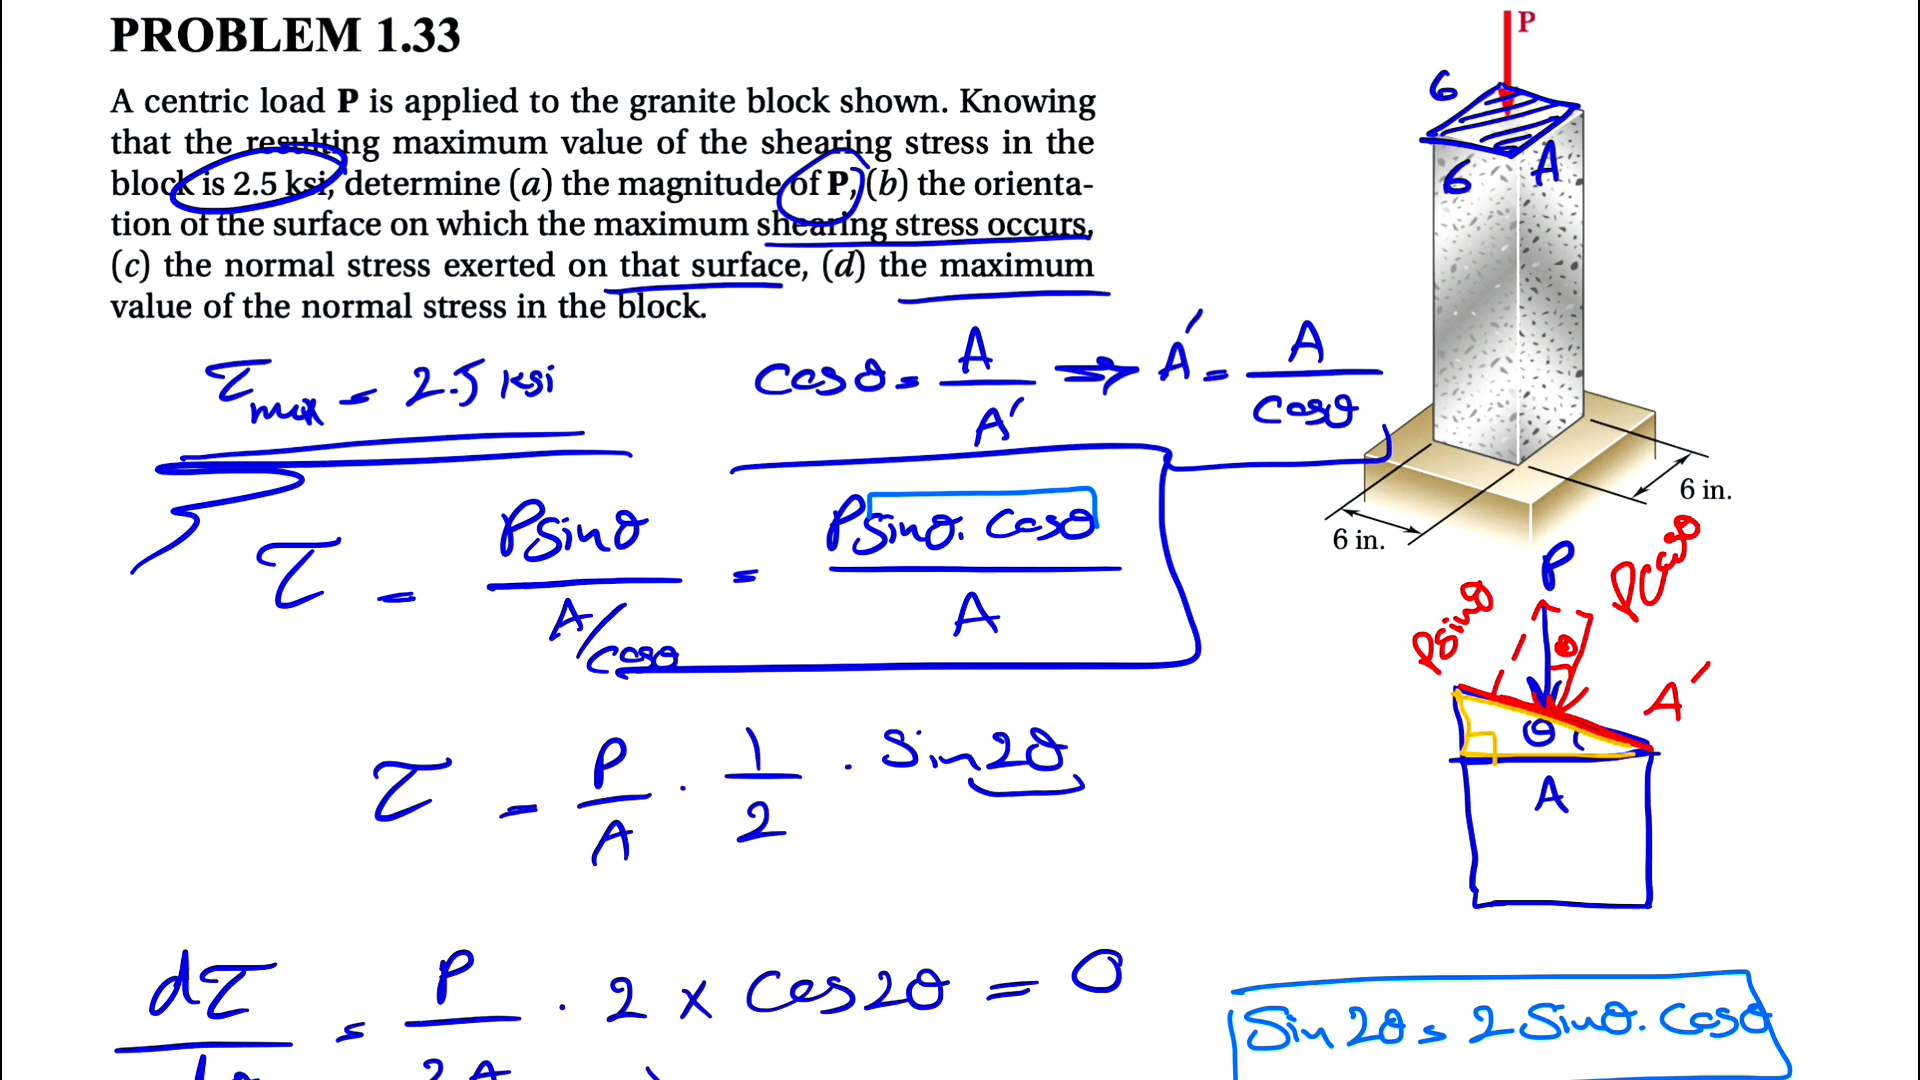 PROBLEM 1.33
A centric load P is applied to the granite block shown. Knowing
that the resulting maximum value of the shearing stress in the
block is 2.5 ksi, determine (a) the magnitude of P, (b) the orienta-
tion of the surface on which the maximum shearing stress occurs,
(c) the normal stress exerted on that surface, (d) the maximum
value of the normal stress in the block.
P
6
6 A
6 in.
6 in.
τmax = 2.5 ksi
cosθ = A/A' ⇒ A' = A/cosθ
τ = Psinθ / A/cosθ = Psinθ.cosθ / A
P
Psinθ
Pcosθ
θ
A'
θ
A
τ = P/A . 1/2 . Sin2θ
dτ = P/2A . 2 x Cos2θ = 0
Sin2θ = 2Sinθ.Cosθ